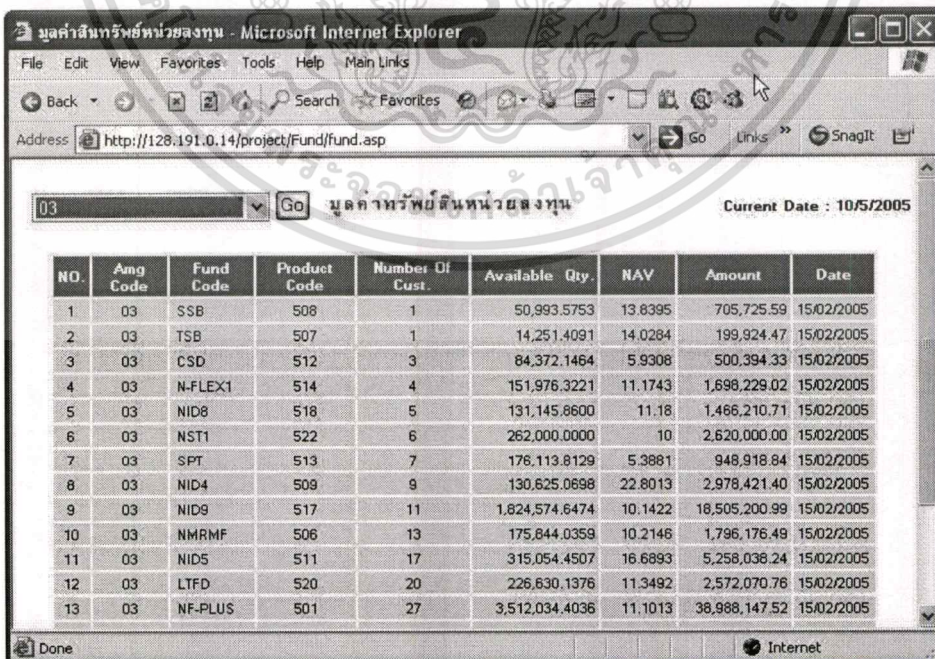 มูลค่าสินทรัพย์หน่วยลงทุน - Microsoft Internet Explorer
File Edit View Favorites Tools Help Main Links
Back Search Favorites
Address http://128.191.0.14/project/Fund/fund.asp Go Links » SnagIt
03 Go มูลค่าทรัพย์สินหน่วยลงทุน Current Date : 10/5/2005
NO. Amg Code Fund Code Product Code Number Of Cust. Available Qty. NAV Amount Date
1 03 SSB 508 1 50,993.5753 13.8395 705,725.59 15/02/2005
2 03 TSB 507 1 14,251.4091 14.0284 199,924.47 15/02/2005
3 03 CSD 512 3 84,372.1464 5.9308 500,394.33 15/02/2005
4 03 N-FLEX1 514 4 151,976.3221 11.1743 1,698,229.02 15/02/2005
5 03 NID8 518 5 131,145.8600 11.18 1,466,210.71 15/02/2005
6 03 NST1 522 6 262,000.0000 10 2,620,000.00 15/02/2005
7 03 SPT 513 7 176,113.8129 5.3881 948,918.84 15/02/2005
8 03 NID4 509 9 130,625.0698 22.8013 2,978,421.40 15/02/2005
9 03 NID9 517 11 1,824,574.6474 10.1422 18,505,200.99 15/02/2005
10 03 NMRMF 506 13 175,844.0359 10.2146 1,796,176.49 15/02/2005
11 03 NID5 511 17 315,054.4507 16.6893 5,258,038.24 15/02/2005
12 03 LTFD 520 20 226,630.1376 11.3492 2,572,070.76 15/02/2005
13 03 NF-PLUS 501 27 3,512,034.4036 11.1013 38,988,147.52 15/02/2005
Done Internet